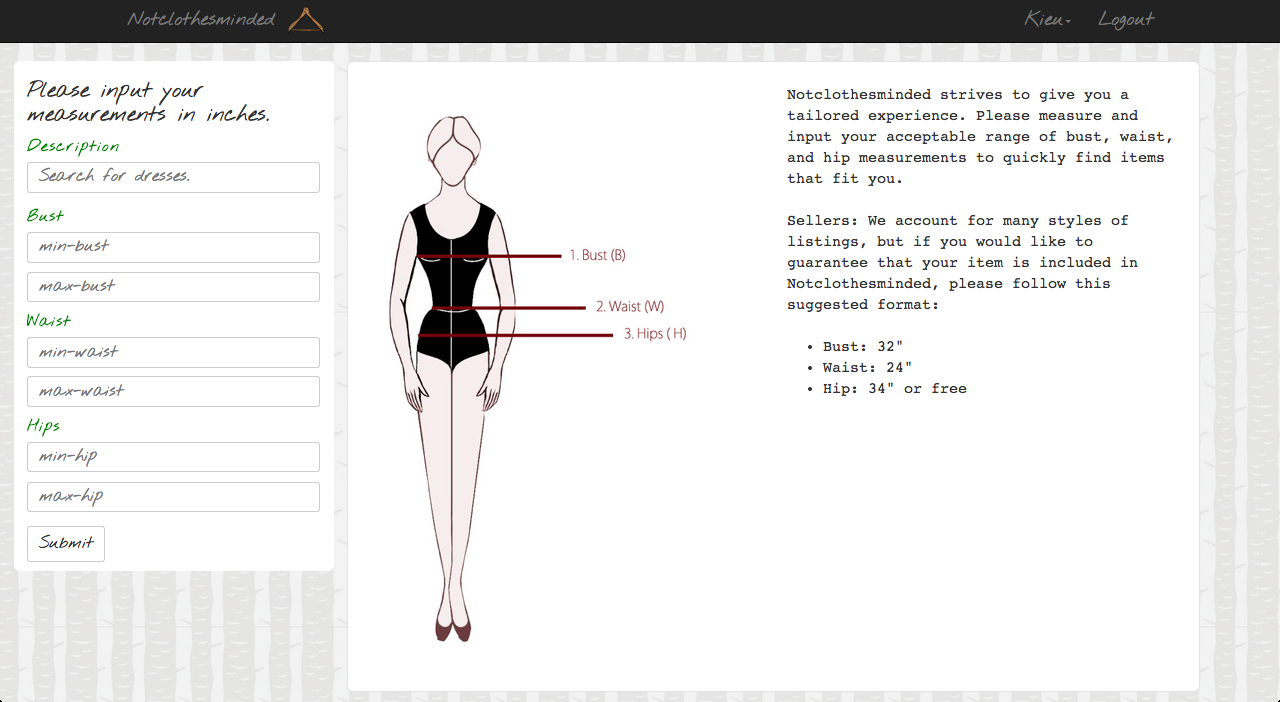 Notclothesminded
Kieu
Logout
Please input your
measurements in inches.
Description
Search for dresses.
Bust
min-bust
max-bust
Waist
min-waist
max-waist
Hips
min-hip
max-hip
Submit
1. Bust (B)
2. Waist (W)
3. Hips ( H)
Notclothesminded strives to give you a
tailored experience. Please measure and
input your acceptable range of bust, waist,
and hip measurements to quickly find items
that fit you.
Sellers: We account for many styles of
listings, but if you would like to
guarantee that your item is included in
Notclothesminded, please follow this
suggested format:
• Bust: 32"
• Waist: 24"
• Hip: 34" or free